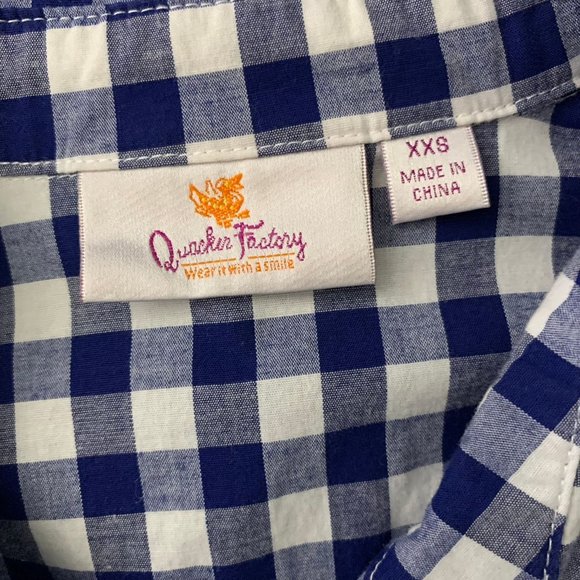 Quacker Factory
Wear it with a smile
XXS
MADE IN
CHINA